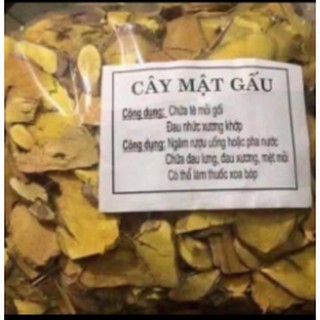 CÂY MẬT GẤU
Công dụng: Chữa tê mỏi gối
Đau nhức xương khớp
Công dụng: Ngâm rượu uống hoặc pha nước
Chữa đau lưng, đau xương, mệt mỏi
Có thể làm thuốc xoa bóp